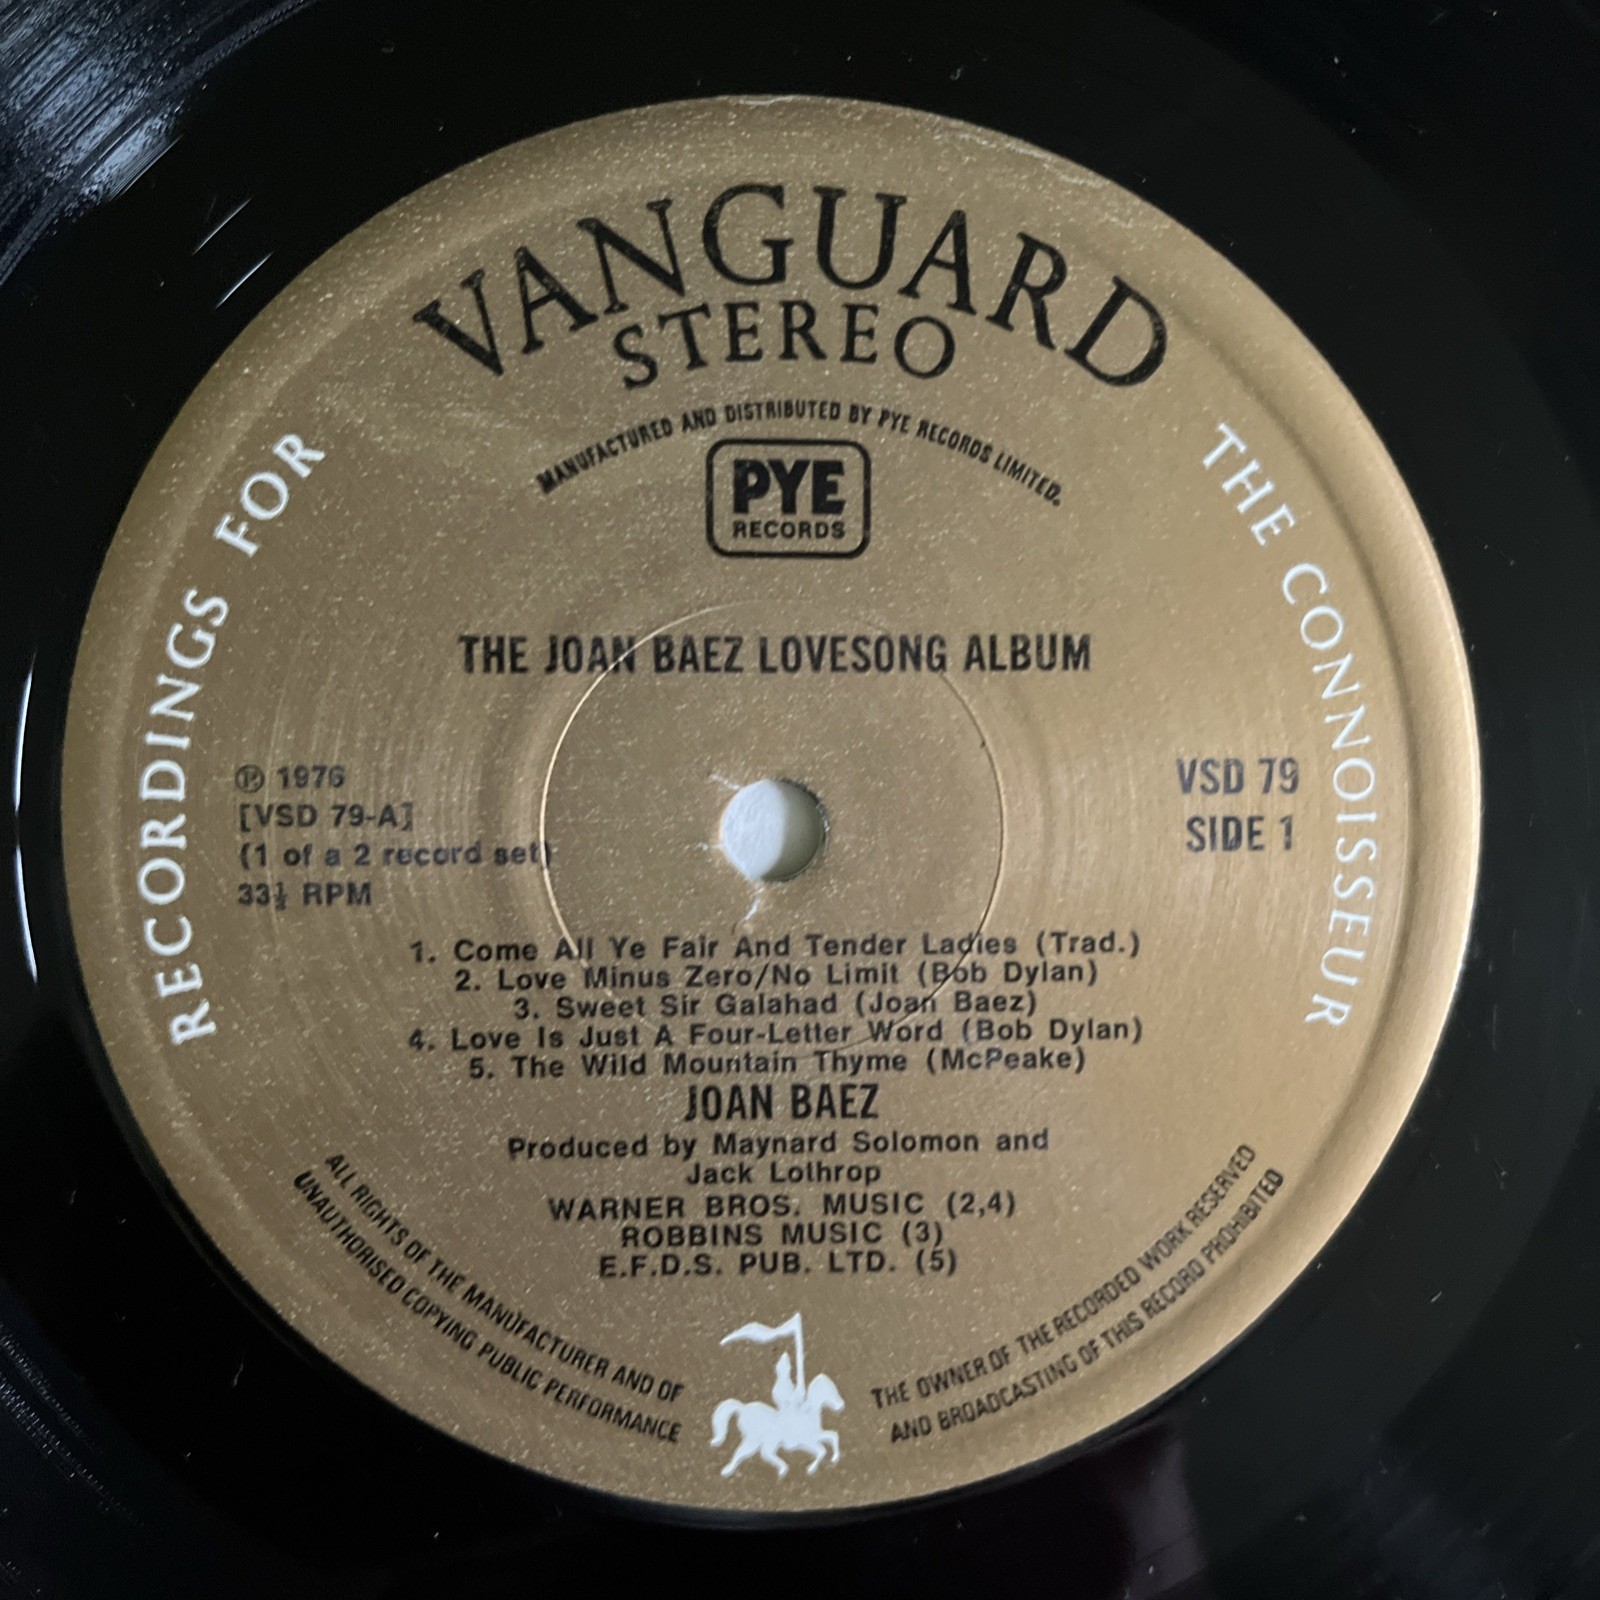 VANGUARD
STEREO
MANUFACTURED AND DISTRIBUTED BY PYE RECORDS LIMITED.
PYE
RECORDS
RECORDINGS FOR
THE CONNOISSEUR
THE JOAN BAEZ LOVESONG ALBUM
℗ 1976
[VSD 79-A]
(1 of a 2 record set)
33⅓ RPM
VSD 79
SIDE 1
1. Come All Ye Fair And Tender Ladies (Trad.)
2. Love Minus Zero/No Limit (Bob Dylan)
3. Sweet Sir Galahad (Joan Baez)
4. Love Is Just A Four-Letter Word (Bob Dylan)
5. The Wild Mountain Thyme (McPeake)
JOAN BAEZ
Produced by Maynard Solomon and
Jack Lothrop
WARNER BROS. MUSIC (2,4)
ROBBINS MUSIC (3)
E.F.D.S. PUB. LTD. (5)
ALL RIGHTS OF THE MANUFACTURER AND OF
THE OWNER OF THE RECORDED WORK RESERVED
UNAUTHORISED COPYING PUBLIC PERFORMANCE
AND BROADCASTING OF THIS RECORD PROHIBITED